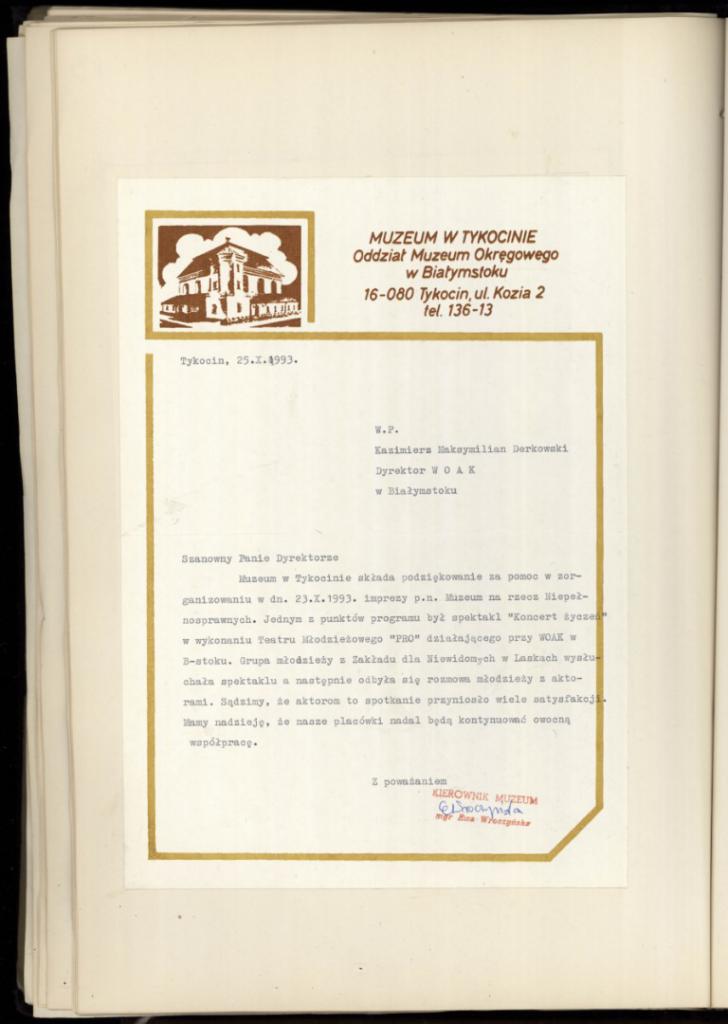 MUZEUM W TYKOCINIE
Oddział Muzeum Okręgowego
w Białymstoku
16-080 Tykocin, ul. Kozia 2
tel. 136-13
Tykocin, 25.X.1993.
W.P.
Kazimierz Maksymilian Derkowski
Dyrektor W O A K
w Białymstoku
Szanowny Panie Dyrektorze
Muzeum w Tykocinie składa podziękowanie za pomoc w zor-
ganizowaniu w dn. 23.X.1993. imprezy p.n. Muzeum na rzecz Niepeł-
nosprawnych. Jednym z punktów programu był spektakl "Koncert życzeń"
w wykonaniu Teatru Młodzieżowego "PRO" działającego przy WOAK w
B-stoku. Grupa młodzieży z Zakładu dla Niewidomych w Laskach wysłu-
chała spektaklu a następnie odbyła się rozmowa młodzieży z akto-
rami. Sądzimy, że aktorom to spotkanie przyniosło wiele satysfakcji.
Mamy nadzieję, że nasze placówki nadal będą kontynuować owocną
współpracę.
Z poważaniem
KIEROWNIK MUZEUM
EWroczyńska
mgr Ewa Wroczyńska